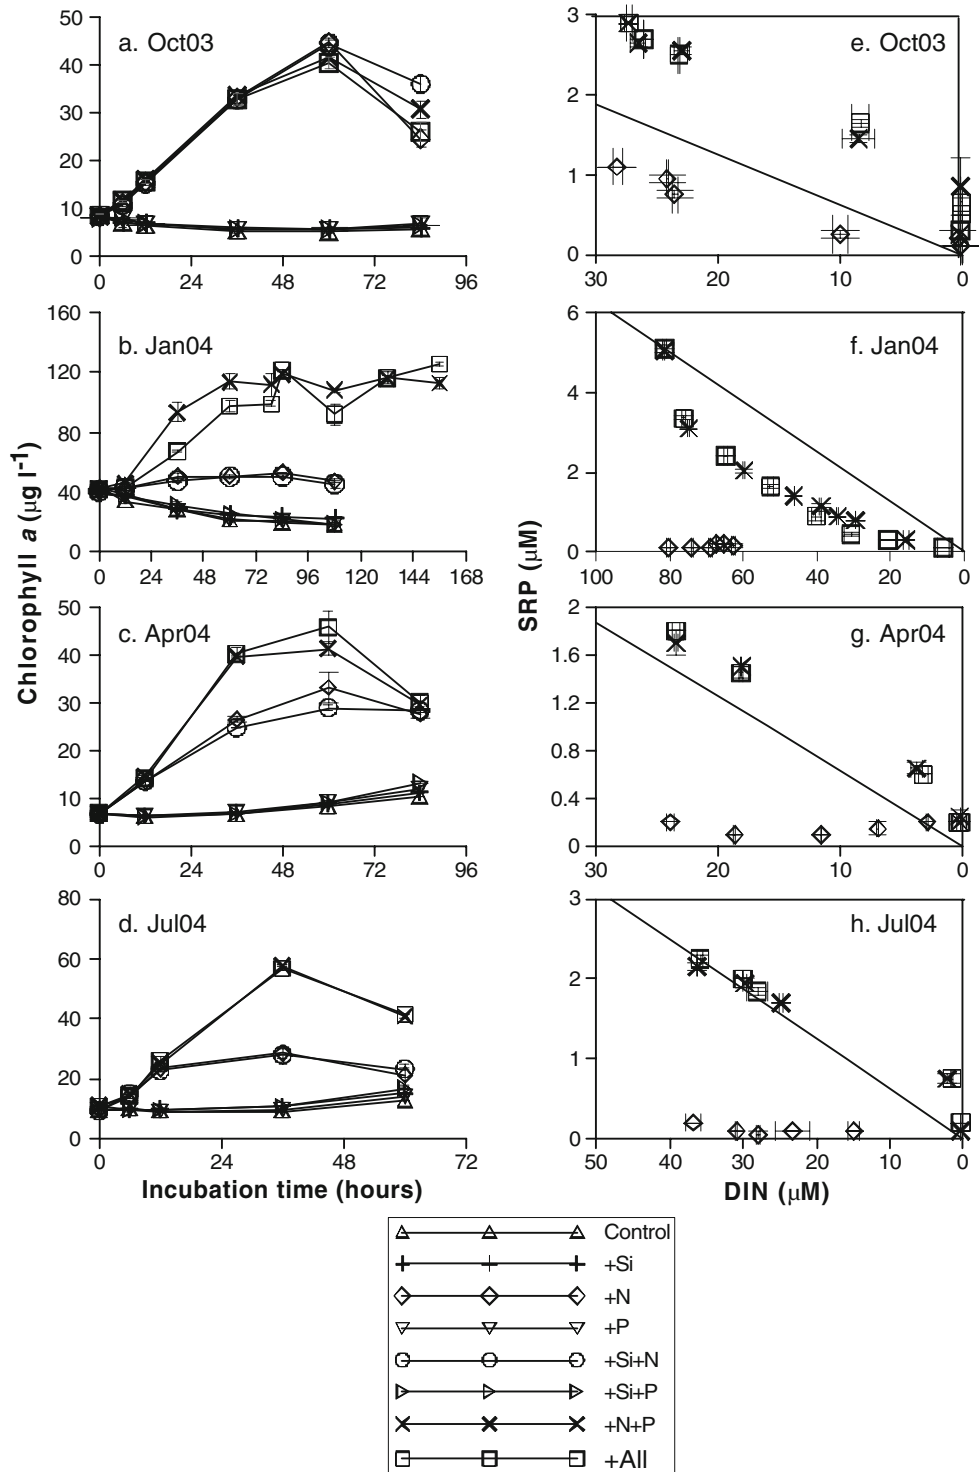 a. Oct03
50
40
30
20
10
0
0 24 48 72 96
b. Jan04
160
120
80
40
0
0 24 48 72 96 120 144 168
c. Apr04
50
40
30
20
10
0
0 24 48 72 96
d. Jul04
80
60
40
20
0
0 24 48 72
Chlorophyll a (µg l-1)
Incubation time (hours)
e. Oct03
3
2
1
0
30 20 10 0
f. Jan04
6
4
2
0
100 80 60 40 20 0
g. Apr04
2
1.6
1.2
0.8
0.4
0
30 20 10 0
h. Jul04
3
2
1
0
50 40 30 20 10 0
SRP (µM)
DIN (µM)
Control
+Si
+N
+P
+Si+N
+Si+P
+N+P
+All